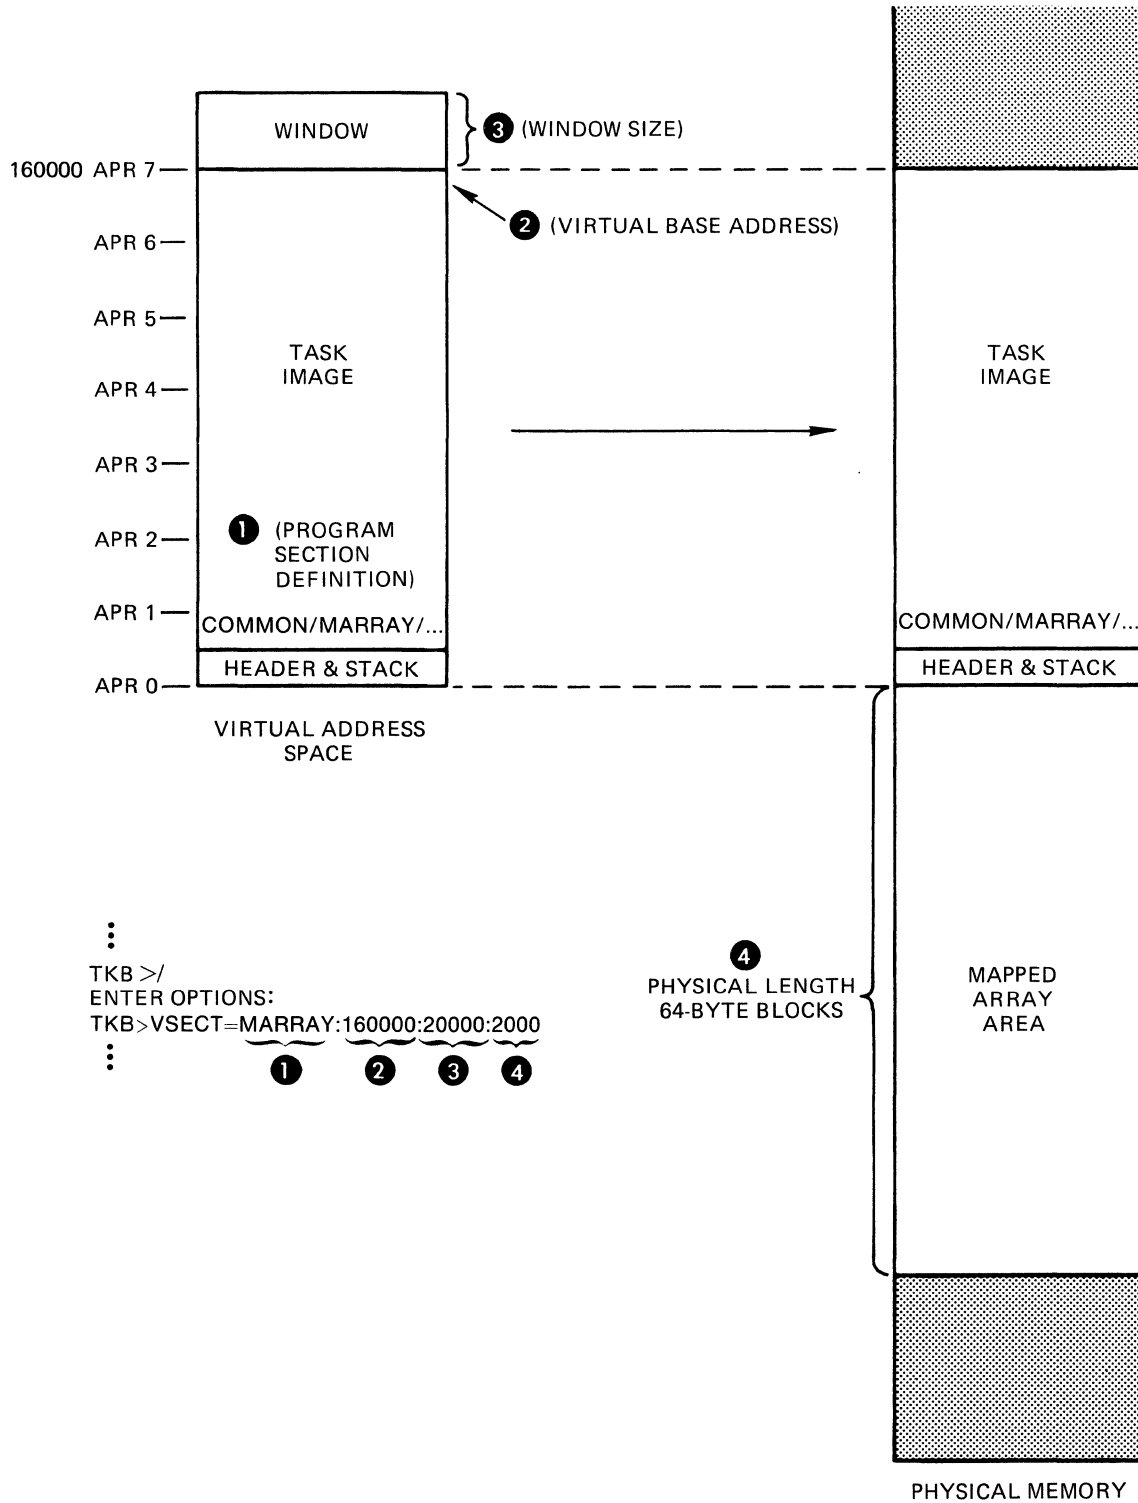 WINDOW
3 (WINDOW SIZE)
160000 APR 7
2 (VIRTUAL BASE ADDRESS)
APR 6
APR 5
TASK
IMAGE
APR 4
APR 3
1 (PROGRAM
SECTION
DEFINITION)
APR 2
APR 1
COMMON/MARRAY/...
HEADER & STACK
APR 0
VIRTUAL ADDRESS
SPACE
TASK
IMAGE
COMMON/MARRAY/...
HEADER & STACK
4
PHYSICAL LENGTH
64-BYTE BLOCKS
MAPPED
ARRAY
AREA
TKB >/
ENTER OPTIONS:
TKB>VSECT=MARRAY:160000:20000:2000
1 2 3 4
PHYSICAL MEMORY